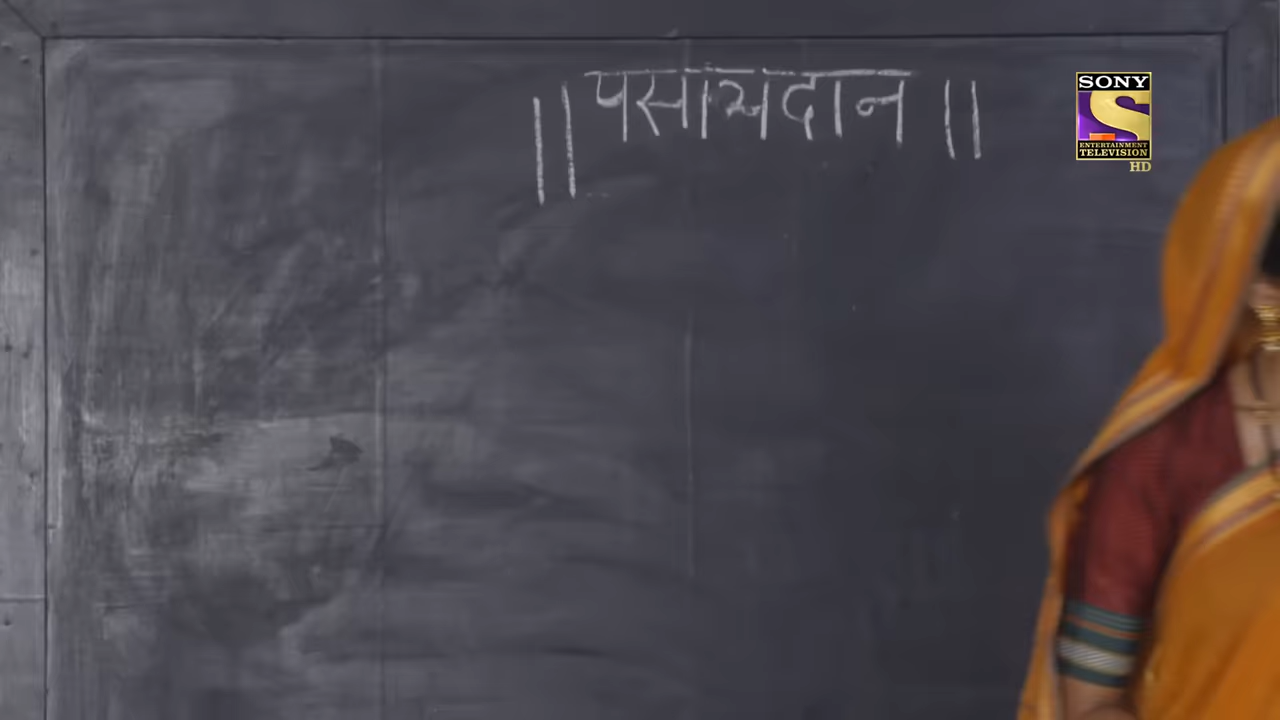 || पसायदान ||
SONY
S
ENTERTAINMENT
TELEVISION
HD